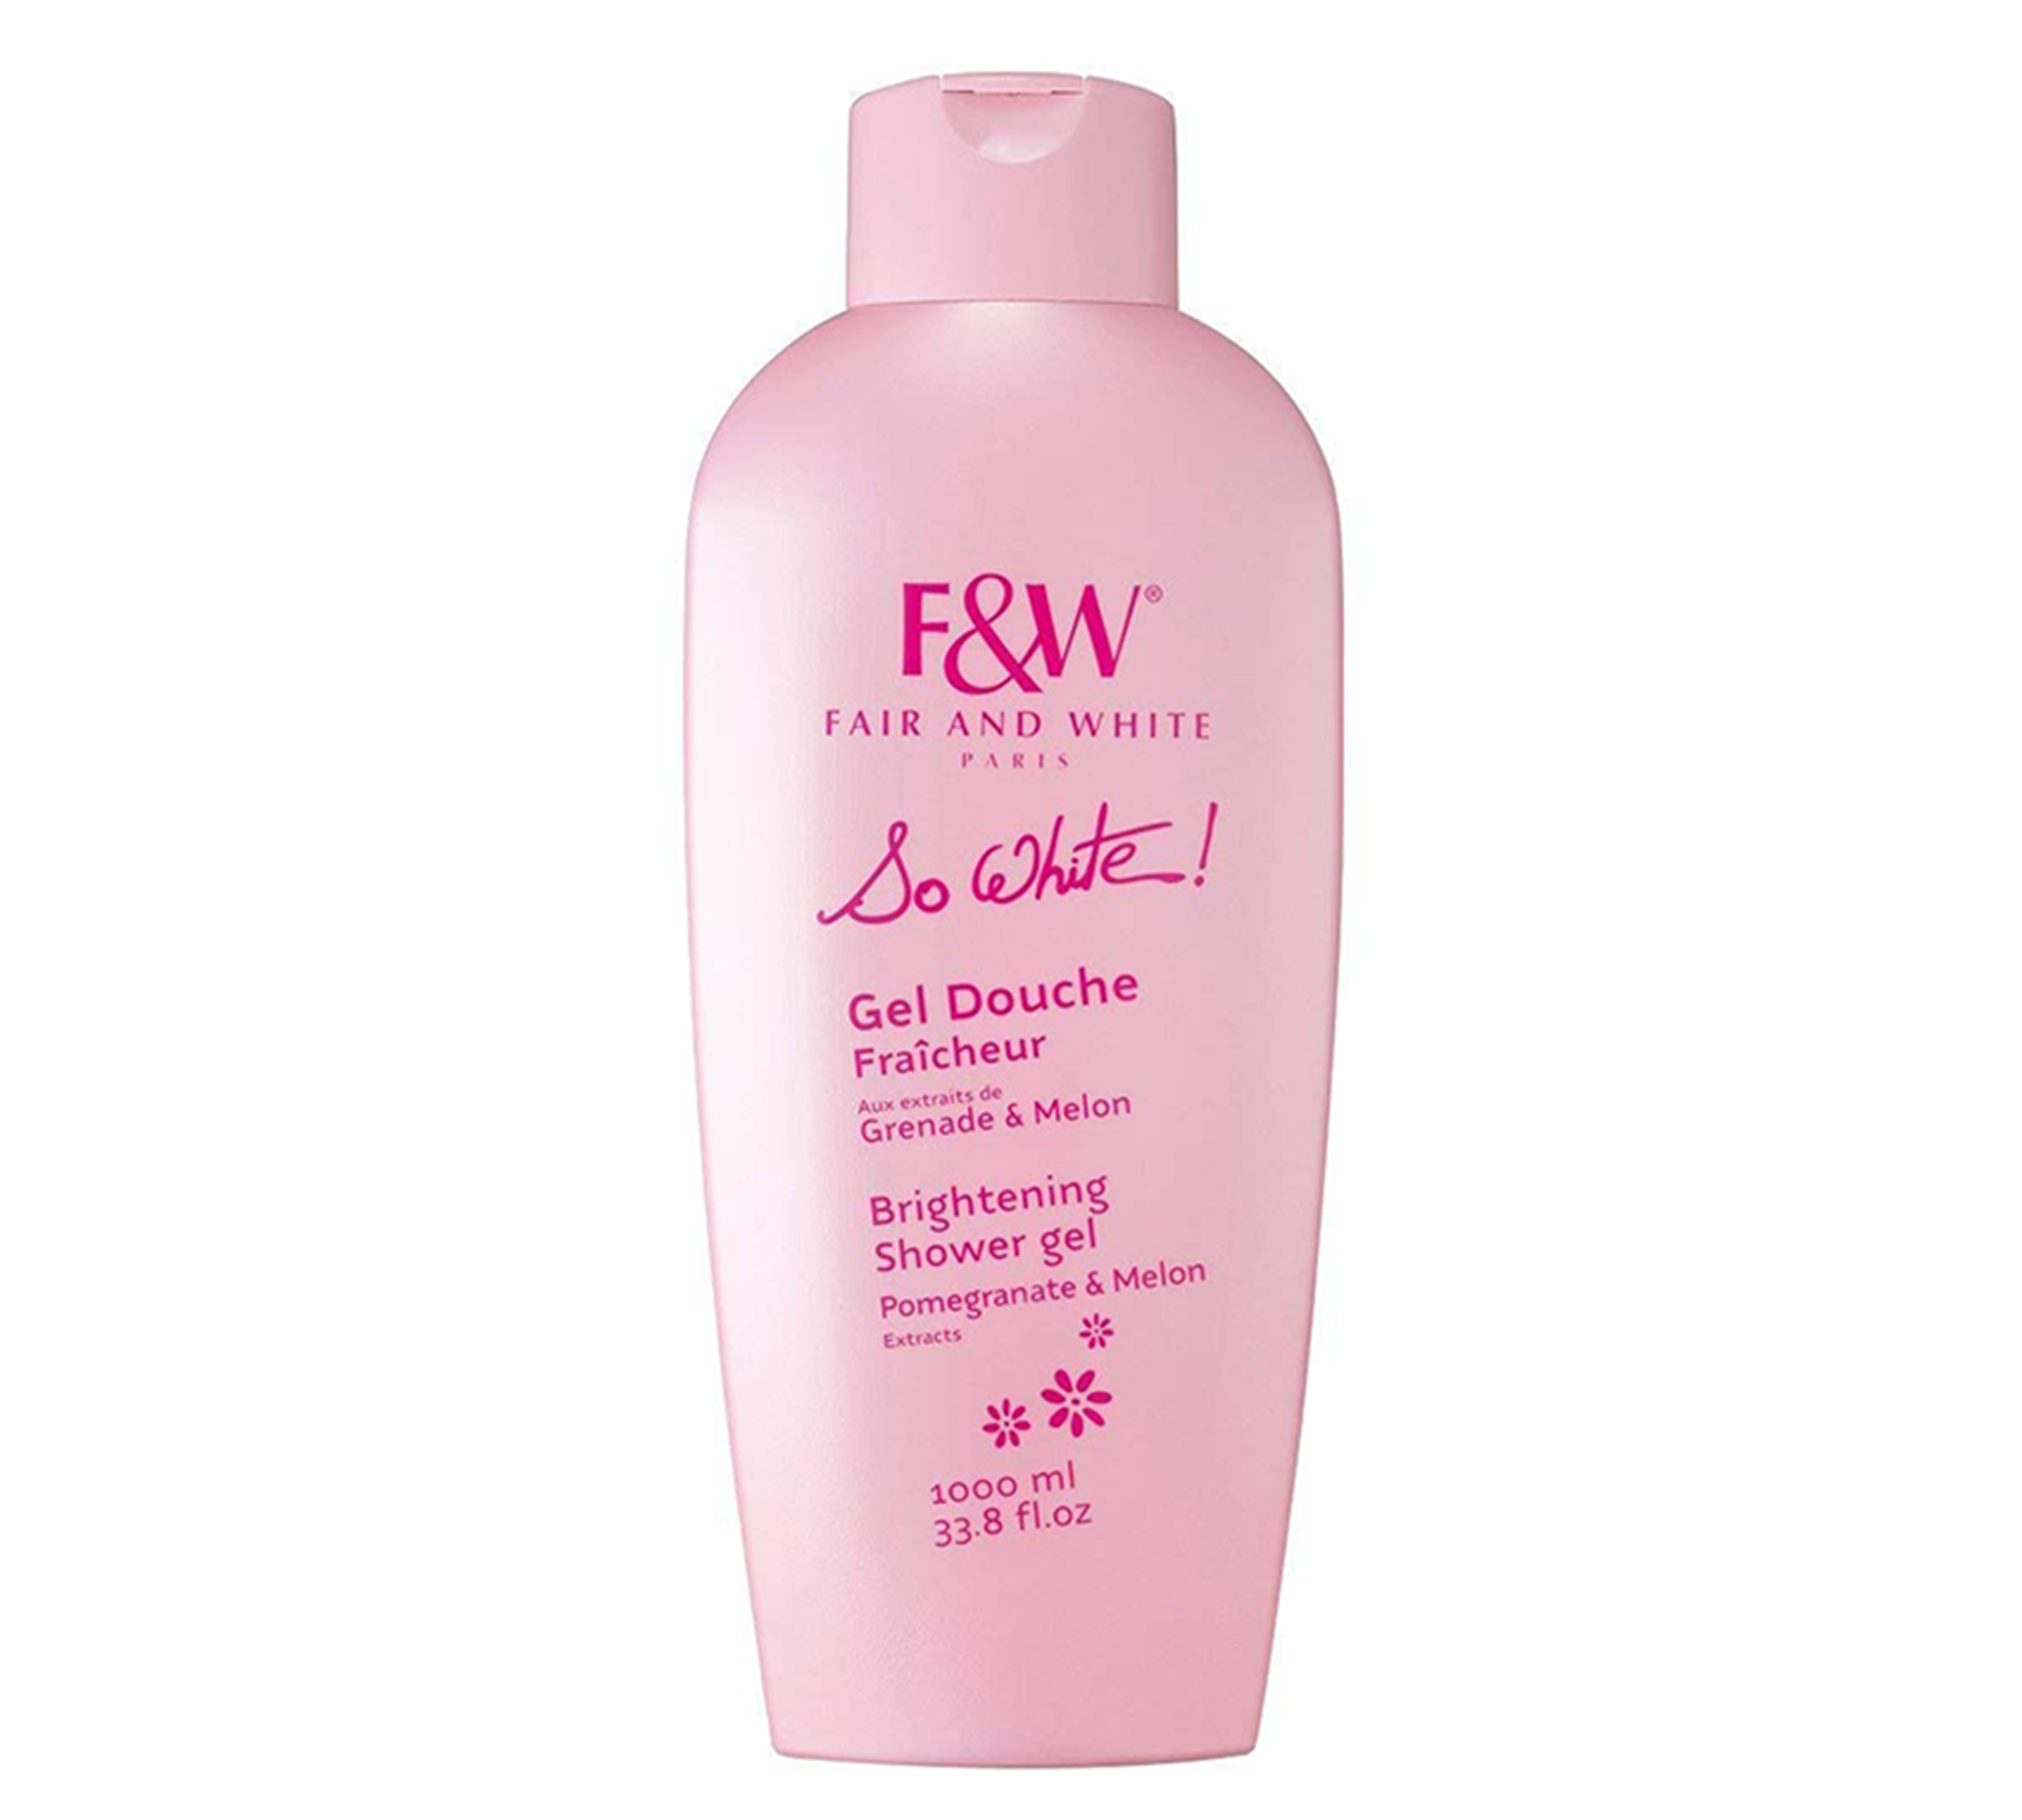 F&W®
FAIR AND WHITE
PARIS
So White!
Gel Douche
Fraîcheur
Aux extraits de
Grenade & Melon
Brightening
Shower gel
Pomegranate & Melon
Extracts
1000 ml
33.8 fl.oz